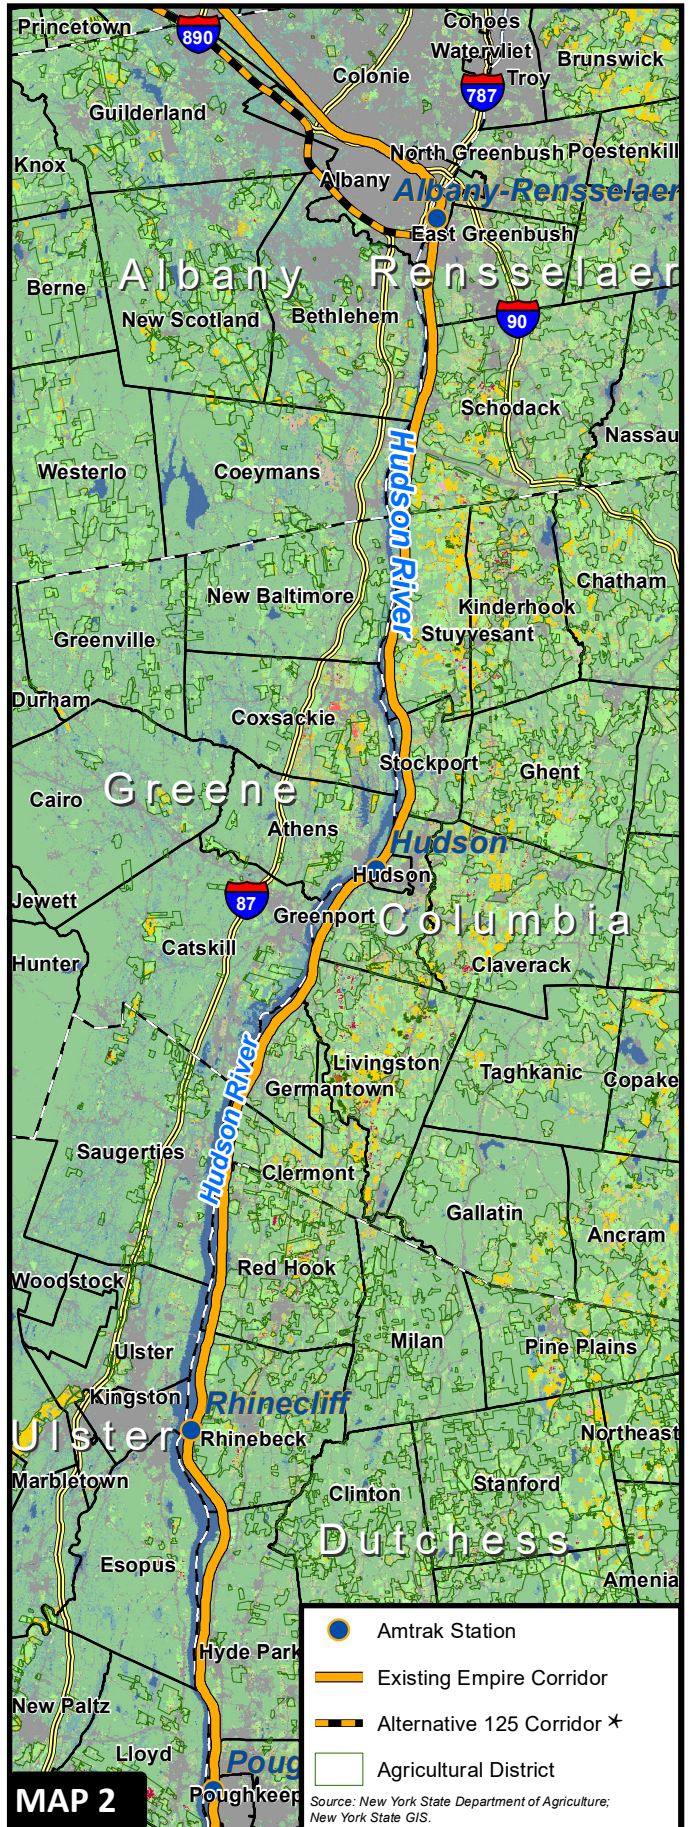 Princetown
890
Cohoes
Watervliet
Brunswick
Colonie
Troy
787
Guilderland
North Greenbush
Poestenkill
Knox
Albany
Albany-Rensselaer
East Greenbush
Albany
Rensselaer
Berne
New Scotland
Bethlehem
90
Schodack
Nassau
Hudson River
Westerlo
Coeymans
Chatham
New Baltimore
Kinderhook
Stuyvesant
Greenville
Durham
Coxsackie
Stockport
Ghent
Greene
Cairo
Athens
Hudson
Hudson
Jewett
87
Greenport
Columbia
Catskill
Hunter
Claverack
Hudson River
Livingston
Taghkanic
Copake
Germantown
Saugerties
Clermont
Gallatin
Ancram
Red Hook
Woodstock
Milan
Pine Plains
Ulster
Kingston
Rhinecliff
Ulster
Rhinebeck
Northeast
Marbletown
Clinton
Stanford
Dutchess
Esopus
Amenia
Hyde Park
New Paltz
Lloyd
Poug
Poughkeep
MAP 2
Amtrak Station
Existing Empire Corridor
Alternative 125 Corridor *
Agricultural District
Source: New York State Department of Agriculture;
New York State GIS.